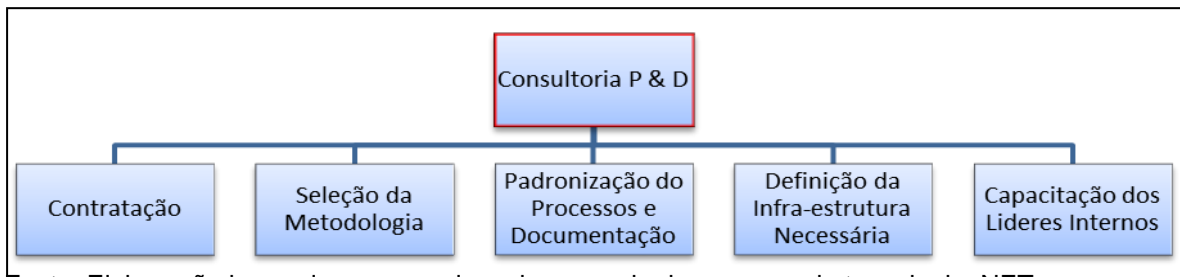 Consultoria P & D
Contratação
Seleção da
Metodologia
Padronização do
Processos e
Documentação
Definição da
Infra-estrutura
Necessária
Capacitação dos
Lideres Internos